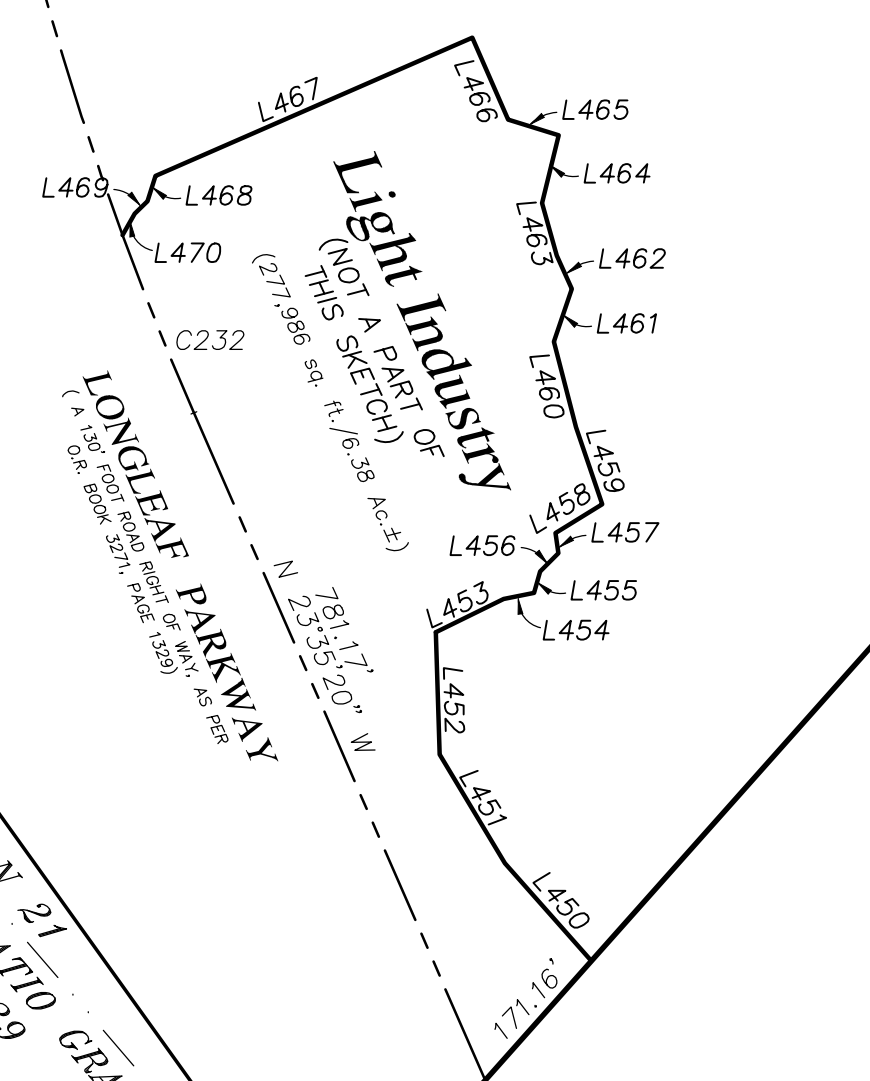 L467
L466
L465
L464
L469
L468
L470
L463
L462
L461
L460
L459
L458
L457
L456
L455
L454
L453
L452
L451
L450
C232
Light Industry
(NOT A PART OF
THIS SKETCH)
(277,986 sq. ft./6.38 Ac.±)
LONGLEAF PARKWAY
( A 130' FOOT ROAD RIGHT OF WAY, AS PER
O.R. BOOK 3271, PAGE 1329)
781.17'
N 23°35'20" W
171.16'
N 21
GRA